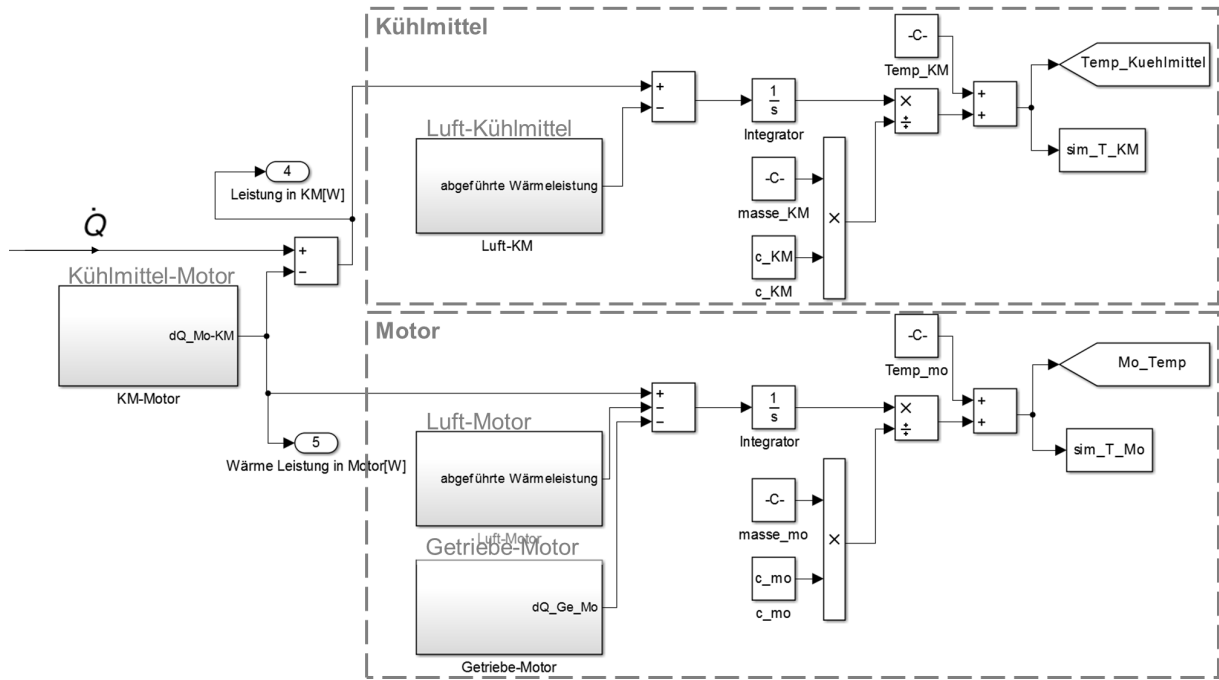 Kühlmittel
-C-
Temp_KM
Temp_Kuehlmittel
+
+
sim_T_KM
+
−
1
s
Integrator
×
÷
Luft-Kühlmittel
abgeführte Wärmeleistung
Luft-KM
-C-
masse_KM
c_KM
c_KM
×
4
Leistung in KM[W]
Q̇
+
−
Kühlmittel-Motor
dQ_Mo-KM
KM-Motor
5
Wärme Leistung in Motor[W]
Motor
-C-
Temp_mo
Mo_Temp
+
+
sim_T_Mo
+
−
−
1
s
Integrator
×
÷
Luft-Motor
abgeführte Wärmeleistung
Luft-Motor
Getriebe-Motor
dQ_Ge_Mo
Getriebe-Motor
-C-
masse_mo
c_mo
c_mo
×